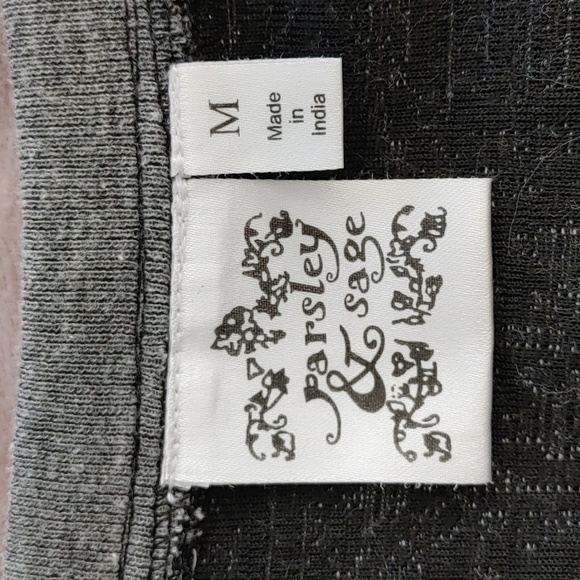 M
Made
in
India
parsley
& sage